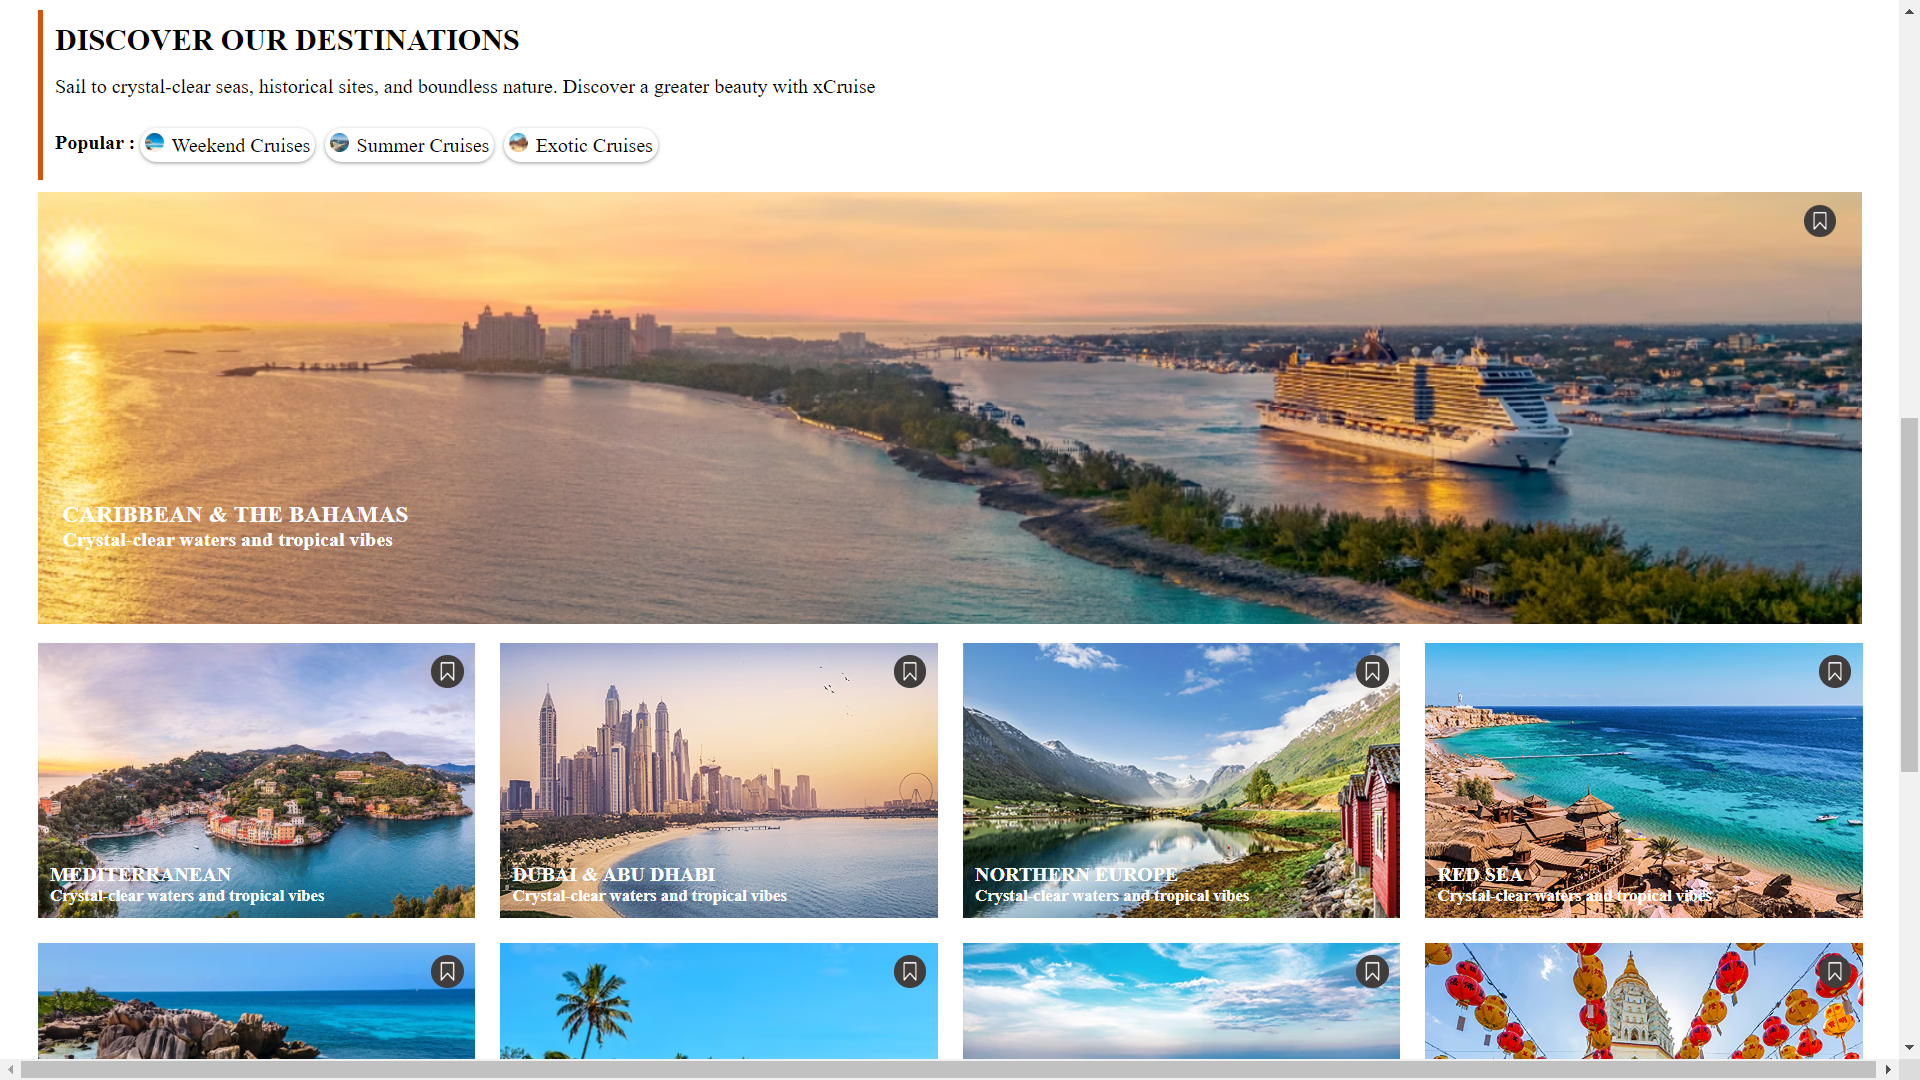 DISCOVER OUR DESTINATIONS
Sail to crystal-clear seas, historical sites, and boundless nature. Discover a greater beauty with xCruise
Popular : Weekend Cruises Summer Cruises Exotic Cruises
CARIBBEAN & THE BAHAMAS
Crystal-clear waters and tropical vibes
MEDITERRANEAN
Crystal-clear waters and tropical vibes
DUBAI & ABU DHABI
Crystal-clear waters and tropical vibes
NORTHERN EUROPE
Crystal-clear waters and tropical vibes
RED SEA
Crystal-clear waters and tropical vibes